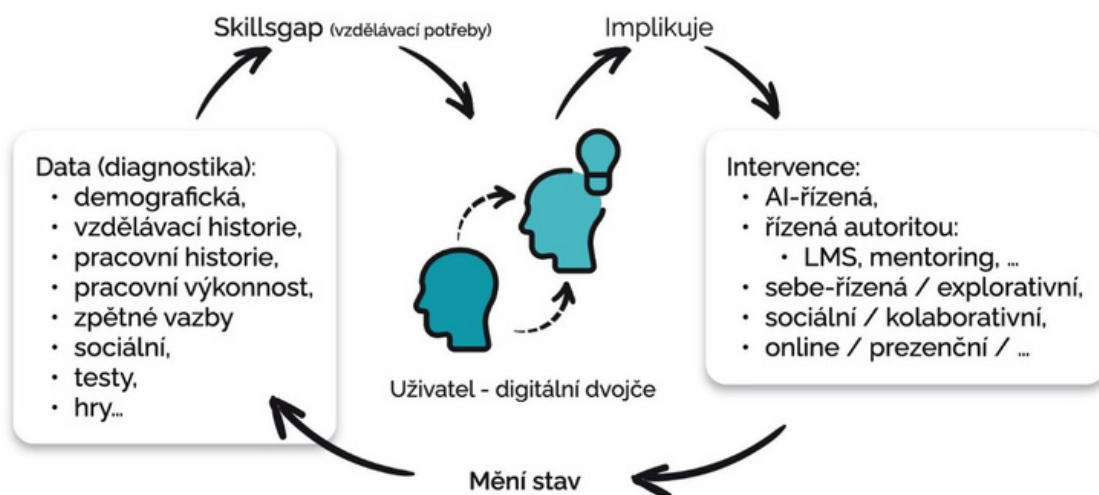 Skillsgap (vzdělávací potřeby)
Implikuje
Data (diagnostika):
• demografická,
• vzdělávací historie,
• pracovní historie,
• pracovní výkonnost,
• zpětné vazby
• sociální,
• testy,
• hry...
Uživatel - digitální dvojče
Intervence:
• AI-řízená,
• řízená autoritou:
• LMS, mentoring, ...
• sebe-řízená / explorativní,
• sociální / kolaborativní,
• online / prezenční / ...
Mění stav